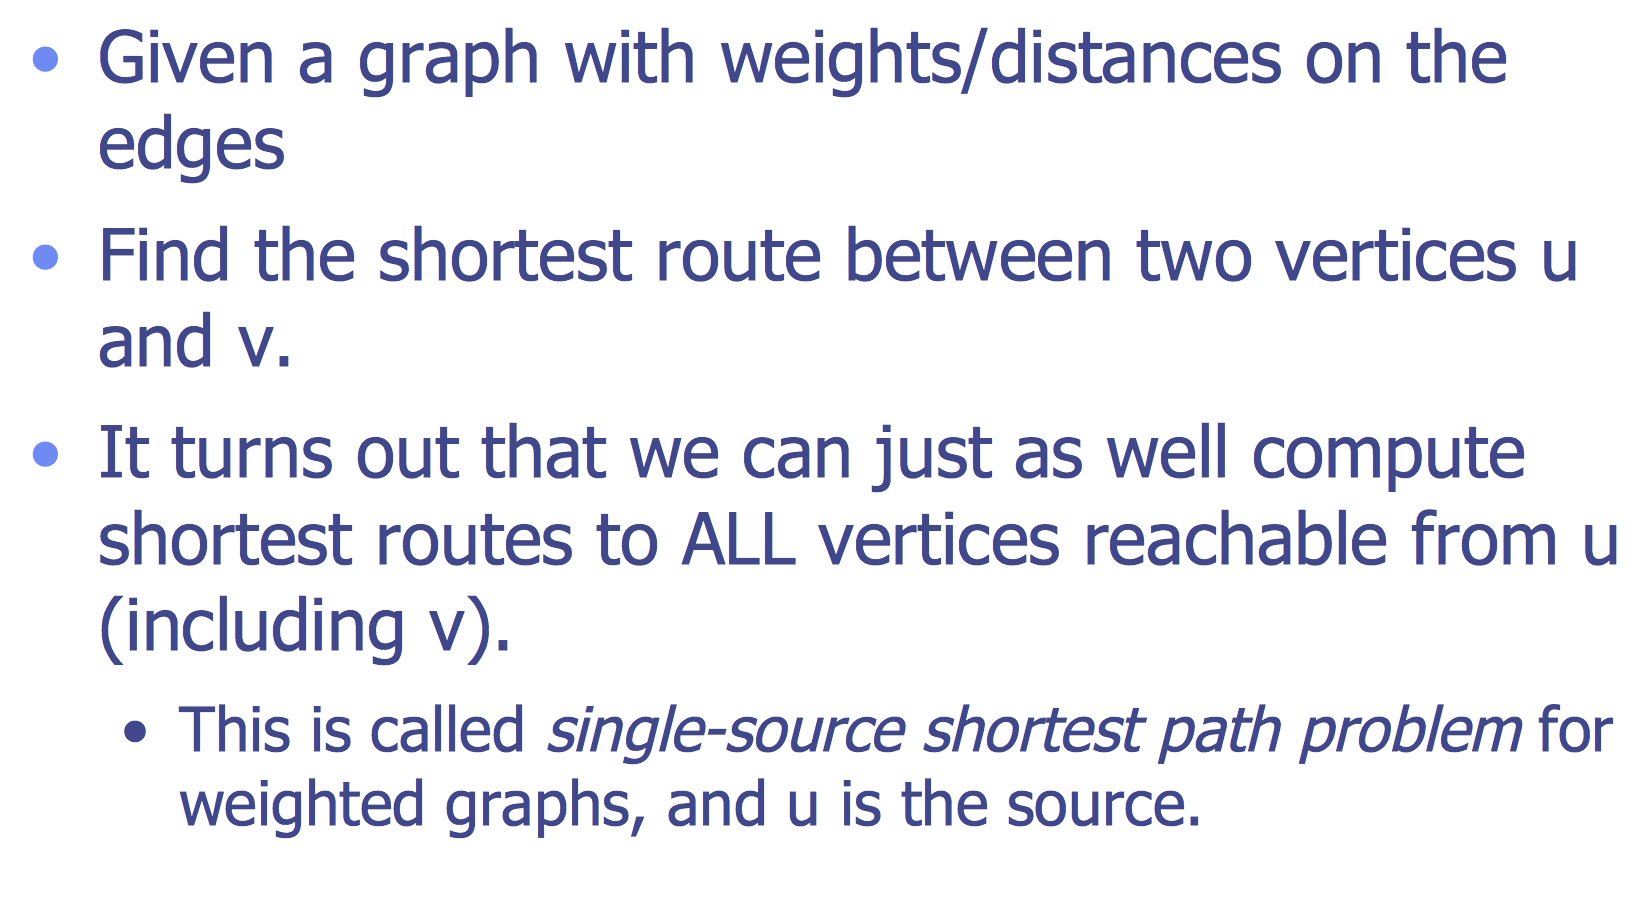 • Given a graph with weights/distances on the
edges
• Find the shortest route between two vertices u
and v.
• It turns out that we can just as well compute
shortest routes to ALL vertices reachable from u
(including v).
• This is called single-source shortest path problem for
weighted graphs, and u is the source.